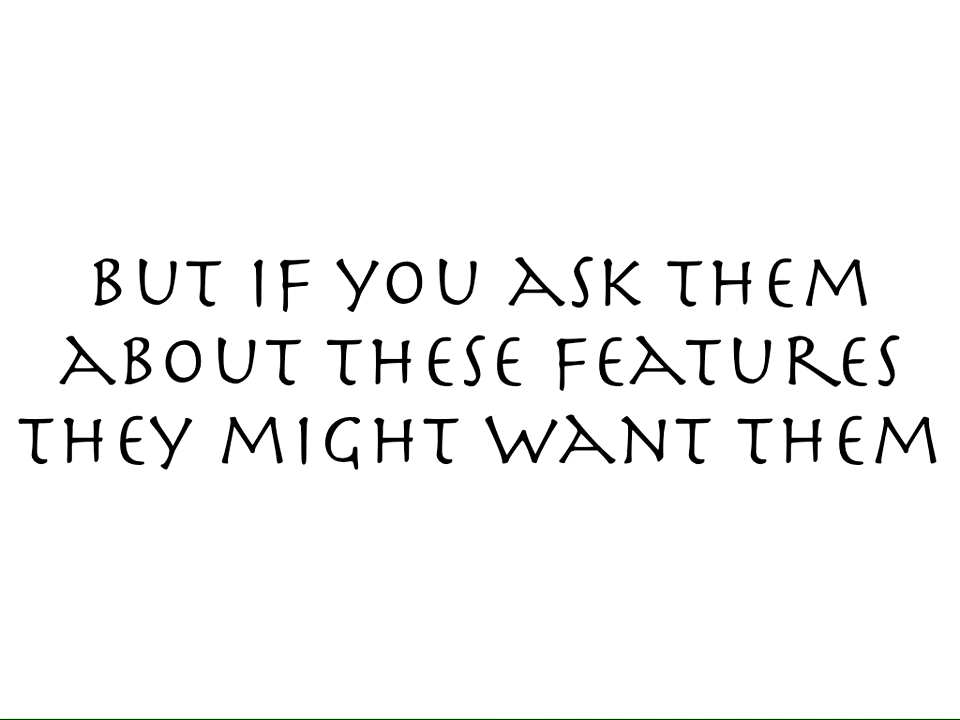 BUT IF YOU ASK THEM
ABOUT THESE FEATURES
THEY MIGHT WANT THEM